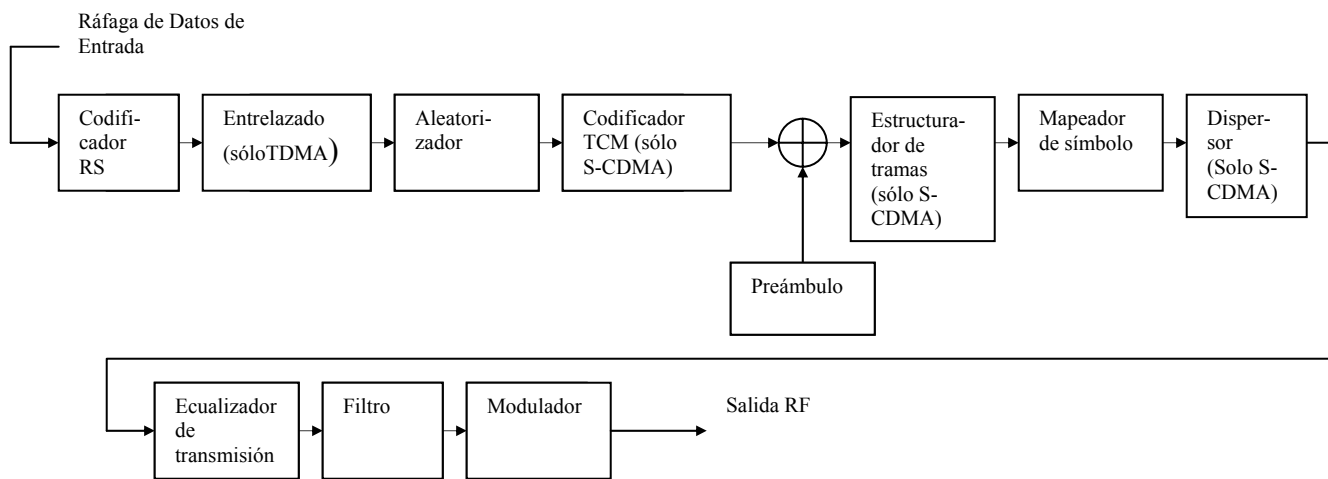 Ráfaga de Datos de
Entrada
Codifi-
cador
RS
Entrelazado
(sóloTDMA)
Aleatori-
zador
Codificador
TCM (sólo
S-CDMA)
Estructura-
dor de
tramas
(sólo S-
CDMA)
Mapeador
de símbolo
Disper-
sor
(Solo S-
CDMA)
Preámbulo
Ecualizador
de
transmisión
Filtro
Modulador
Salida RF